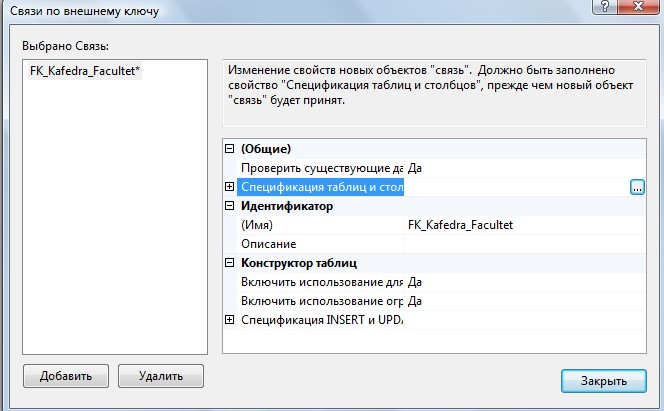 Связи по внешнему ключу
Выбрано Связь:
FK_Kafedra_Facultet*
Изменение свойств новых объектов "связь". Должно быть заполнено
свойство "Спецификация таблиц и столбцов", прежде чем новый объект
"связь" будет принят.
(Общие)
Проверить существующие да Да
Спецификация таблиц и стол ...
Идентификатор
(Имя) FK_Kafedra_Facultet
Описание
Конструктор таблиц
Включить использование для Да
Включить использование огр Да
Спецификация INSERT и UPDA
Добавить Удалить
Закрыть